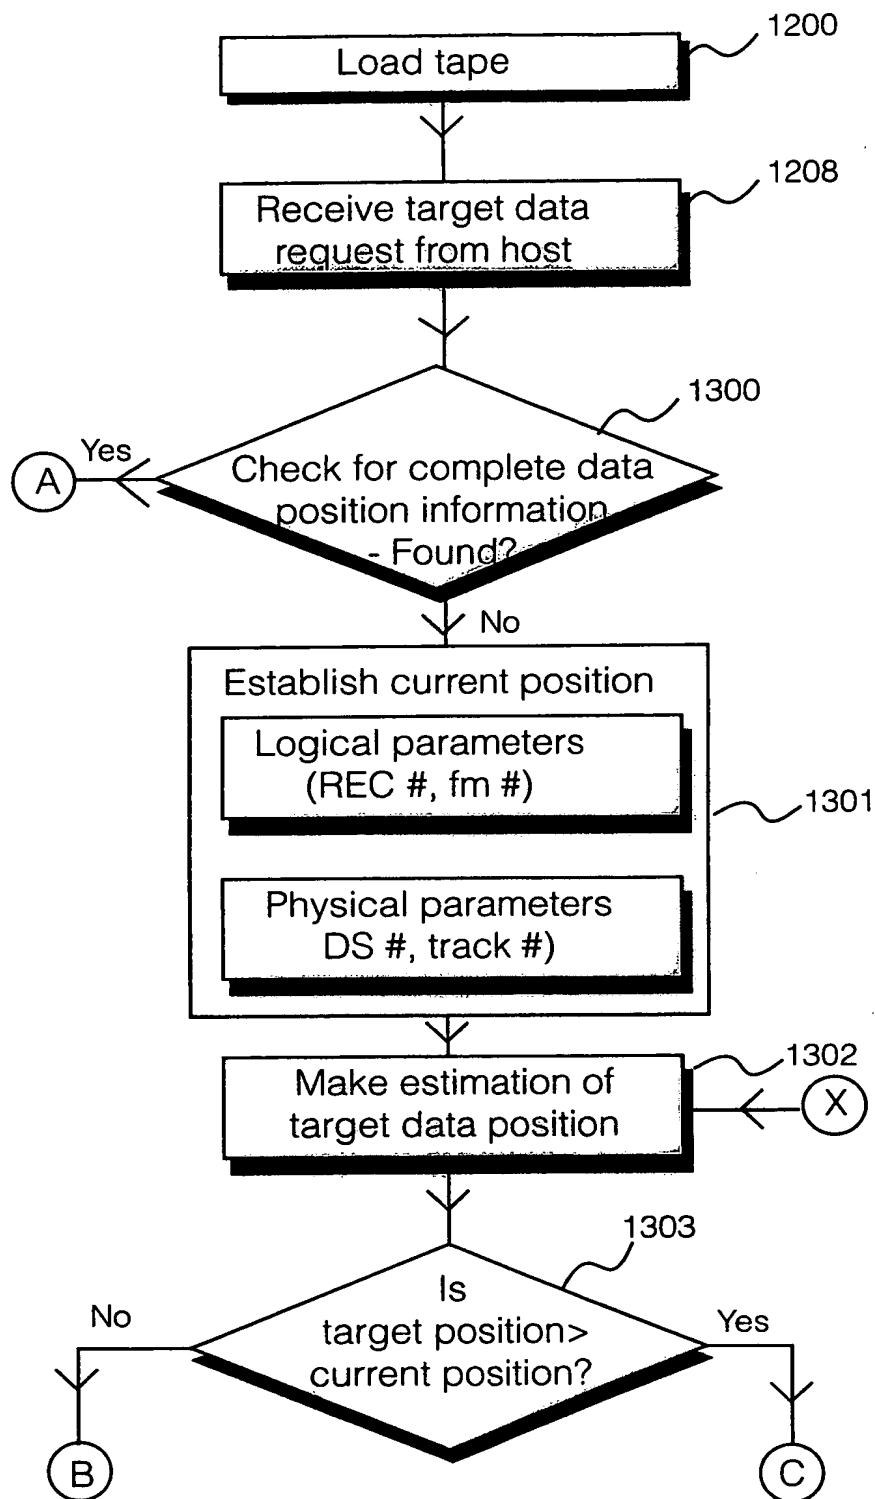 1200
Load tape
1208
Receive target data
request from host
1300
Yes
A
Check for complete data
position information
- Found?
No
Establish current position
Logical parameters
(REC #, fm #)
1301
Physical parameters
DS #, track #)
1302
Make estimation of
target data position
X
1303
Is
target position>
current position?
No
Yes
B
C